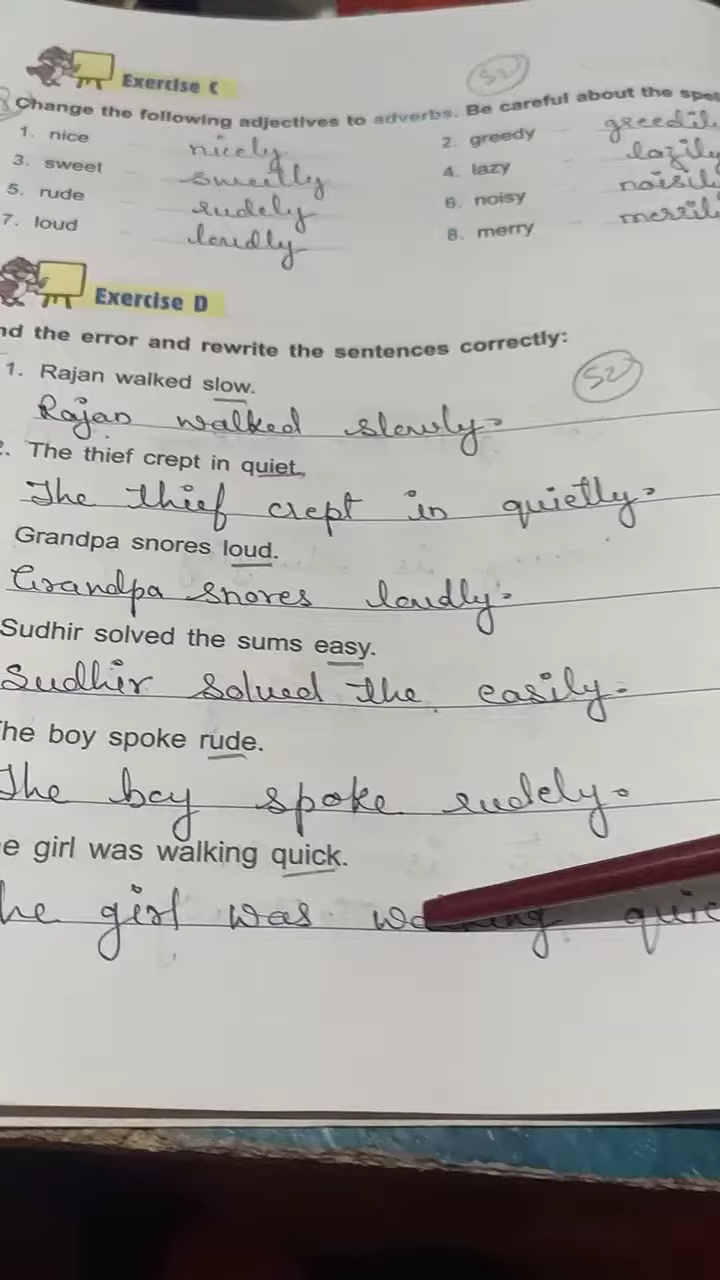 Exercise C
52
Change the following adjectives to adverbs. Be careful about the
1. nice nicely 2. greedy
3. sweet sweetly 4. lazy lazily
5. rude rudely 6. noisy
7. loud loudly 8. merry
Exercise D
the error and rewrite the sentences correctly:
52
1. Rajan walked slow.
Rajan walked slowly.
The thief crept in quiet.
The thief crept in quietly.
Grandpa snores loud.
Grandpa snores loudly.
Sudhir solved the sums easy.
Sudhir solved the easily.
he boy spoke rude.
The boy spoke rudely.
e girl was walking quick.
he girl was